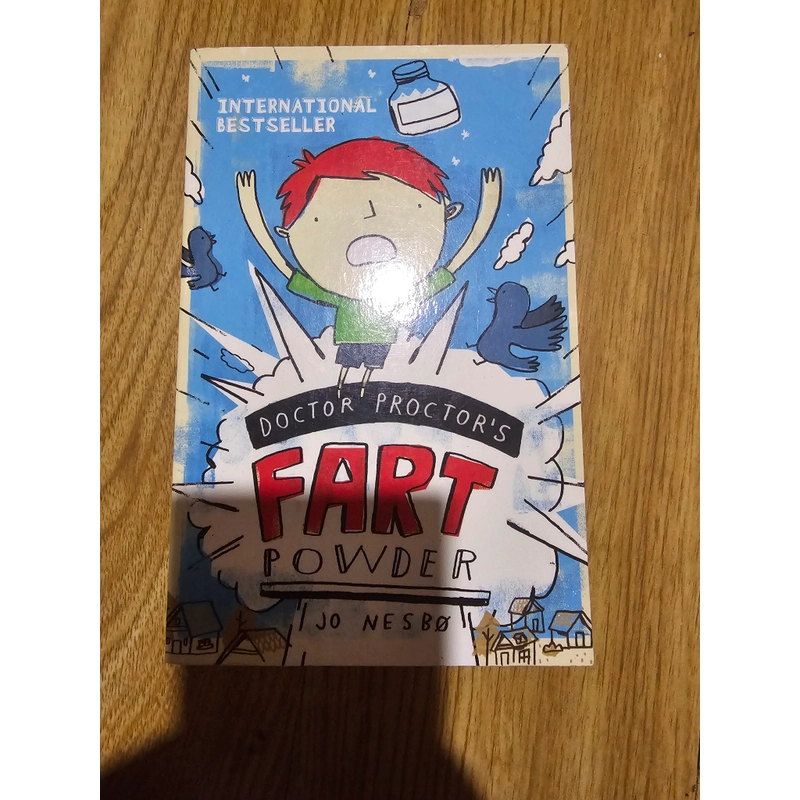 INTERNATIONAL
BESTSELLER
DOCTOR PROCTOR'S
FART
POWDER
JO NESBØ